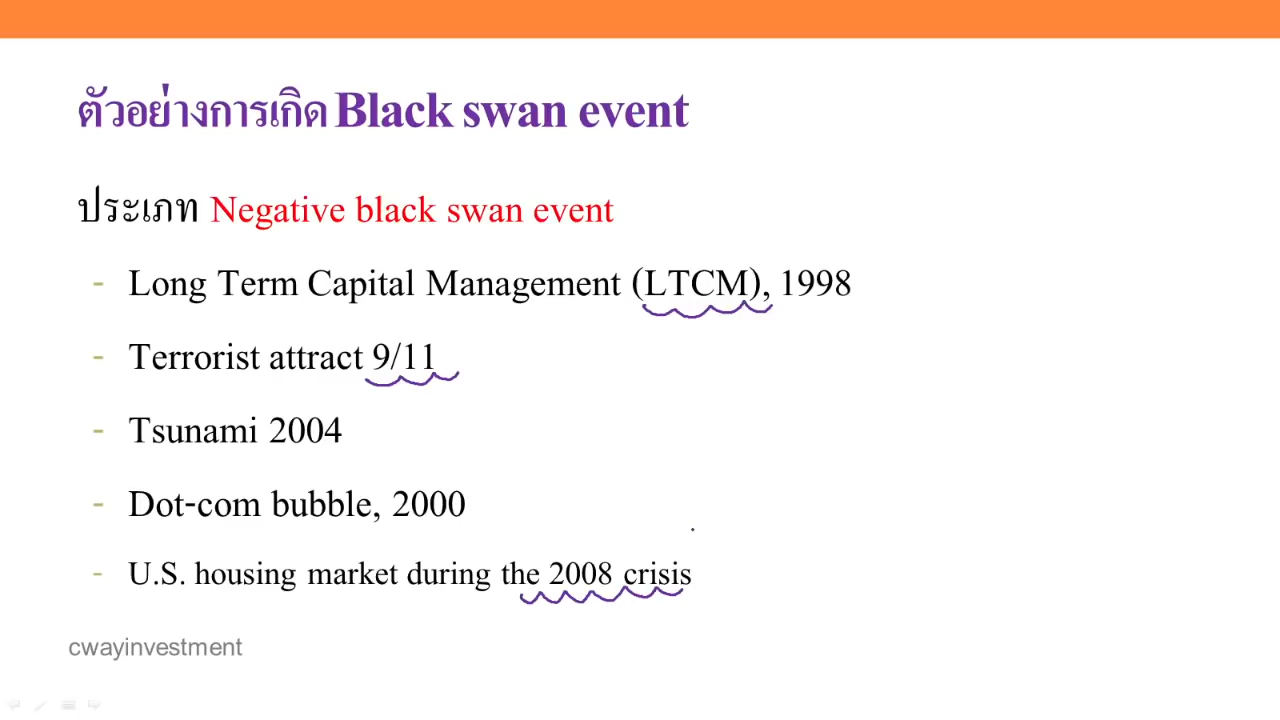 ตัวอย่างการเกิด Black swan event
ประเภท Negative black swan event
- Long Term Capital Management (LTCM), 1998
- Terrorist attract 9/11
- Tsunami 2004
- Dot-com bubble, 2000
- U.S. housing market during the 2008 crisis
cwayinvestment